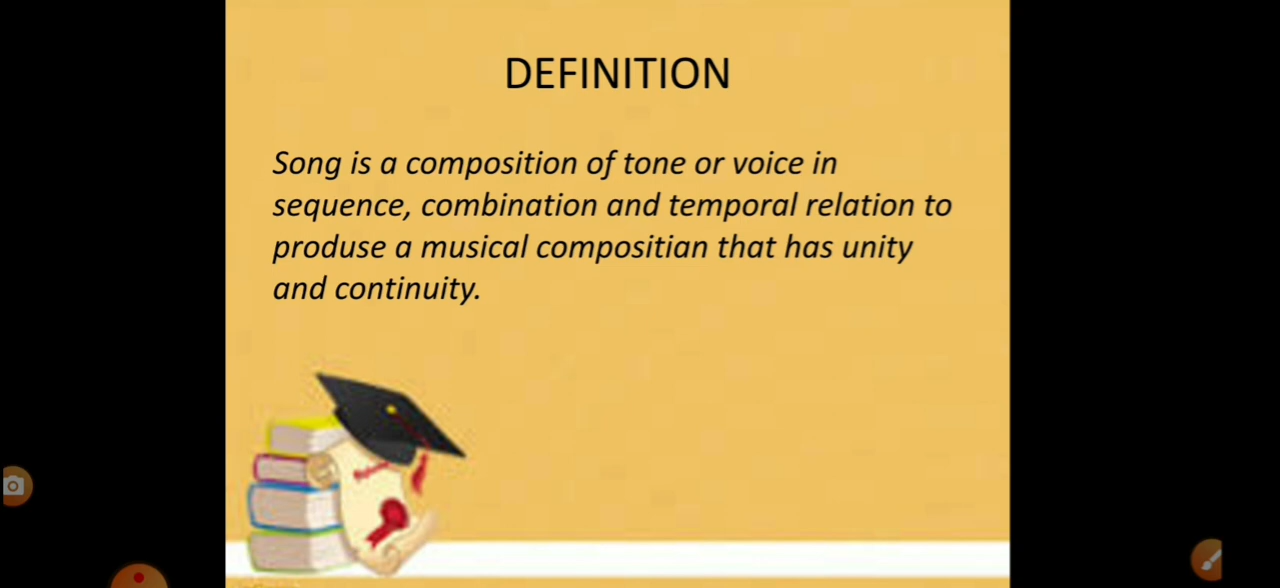 DEFINITION
Song is a composition of tone or voice in
sequence, combination and temporal relation to
produse a musical compositian that has unity
and continuity.